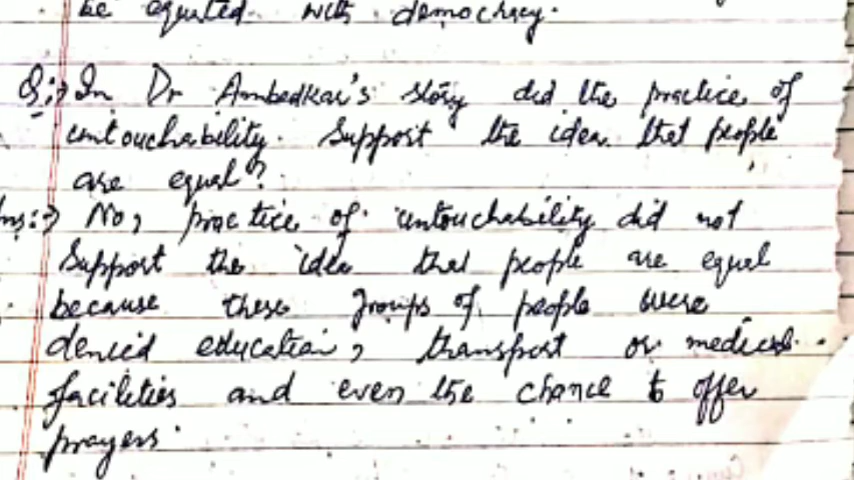 be equated with democracy.
Q:→ In Dr Ambedkar's story did the practice of
untouchability. Support the idea that people
are equal?
Ans:→ No, practice of untouchability did not
Support the idea that people are equal
because these groups of people were
denied education, transport or medical.
facilities and even the chance to offer
prayers.